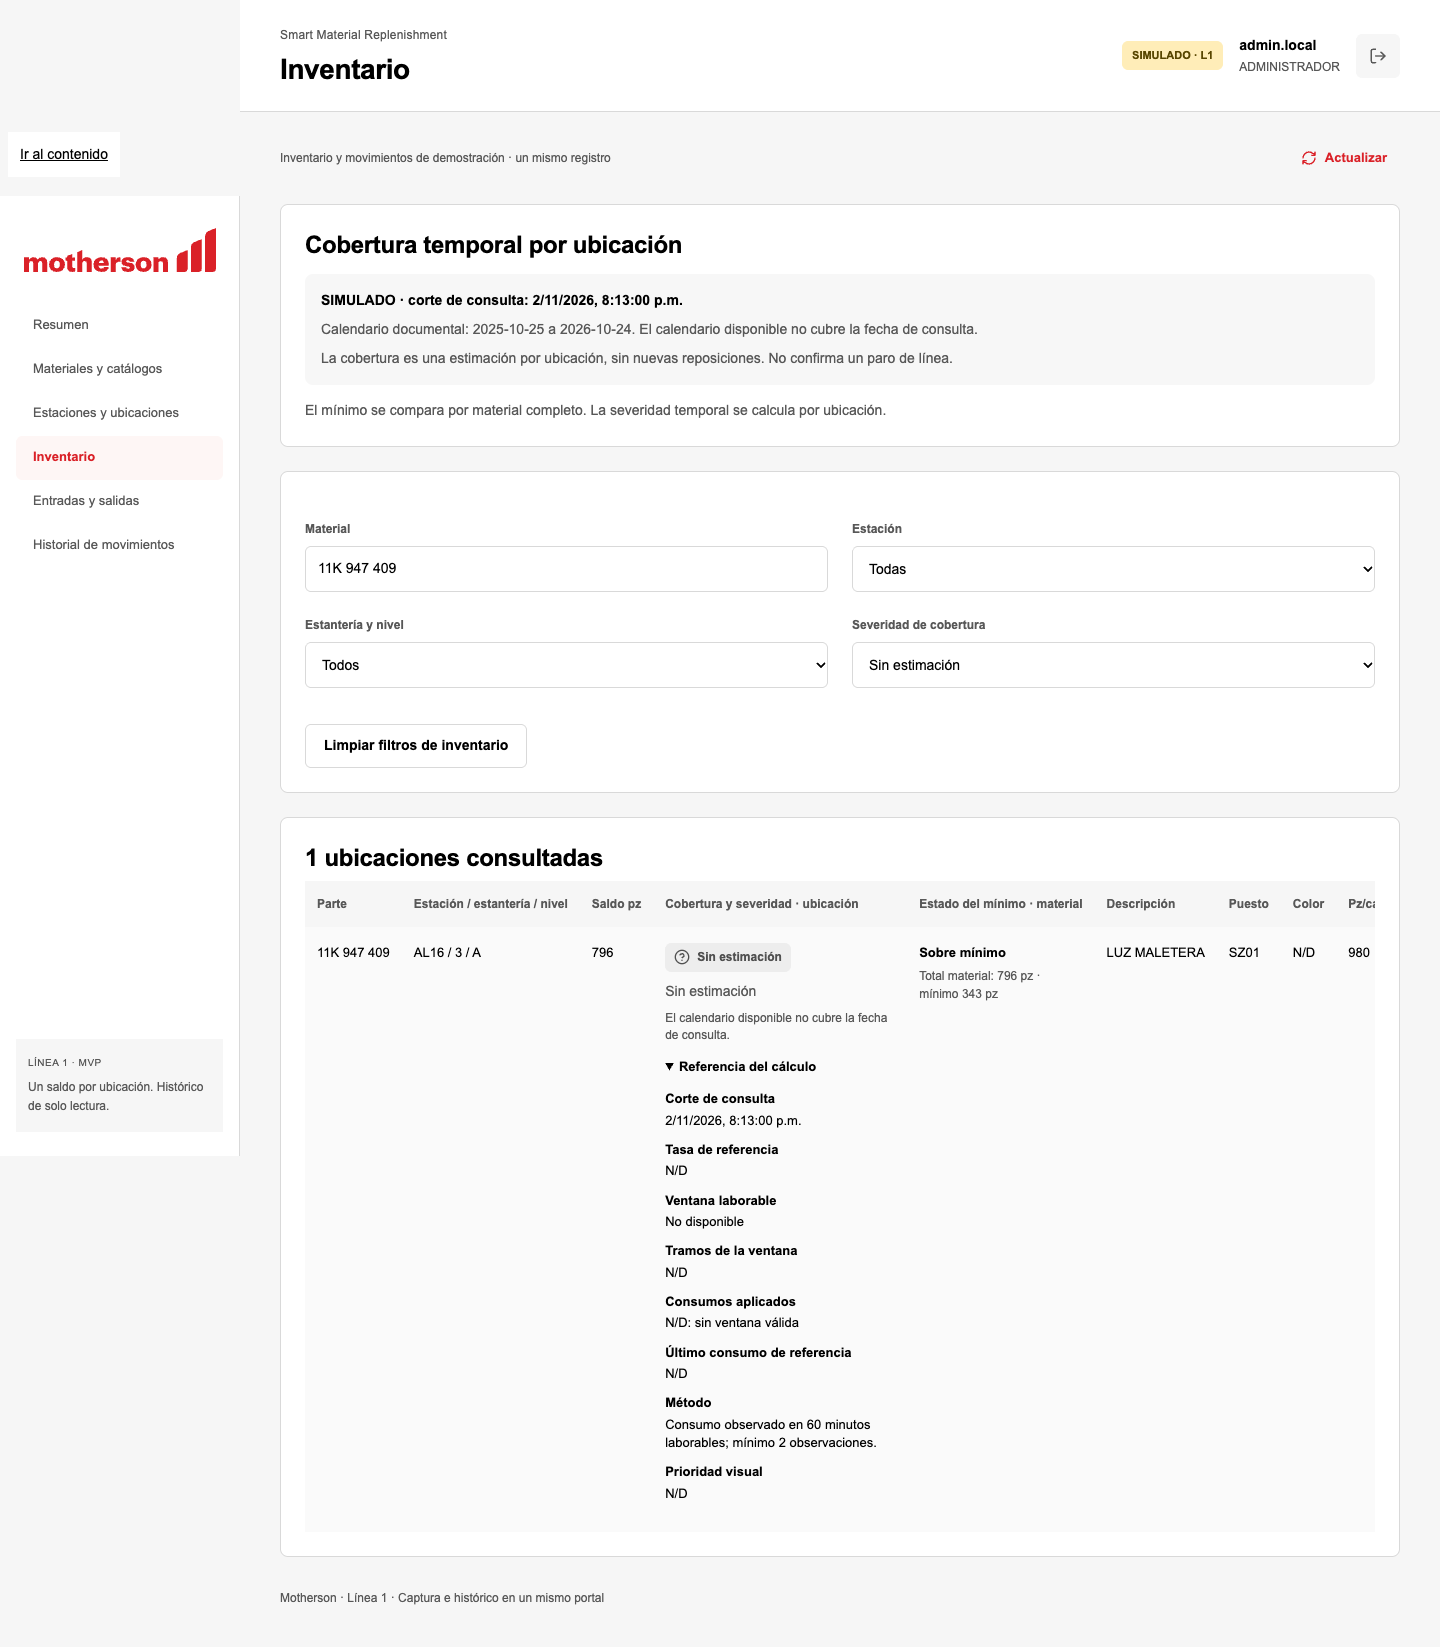 Smart Material Replenishment
Inventario
SIMULADO · L1
admin.local
ADMINISTRADOR
Ir al contenido
motherson
Resumen
Materiales y catálogos
Estaciones y ubicaciones
Inventario
Entradas y salidas
Historial de movimientos
LÍNEA 1 · MVP
Un saldo por ubicación. Histórico
de solo lectura.
Inventario y movimientos de demostración · un mismo registro
Actualizar
Cobertura temporal por ubicación
SIMULADO · corte de consulta: 2/11/2026, 8:13:00 p.m.
Calendario documental: 2025-10-25 a 2026-10-24. El calendario disponible no cubre la fecha de consulta.
La cobertura es una estimación por ubicación, sin nuevas reposiciones. No confirma un paro de línea.
El mínimo se compara por material completo. La severidad temporal se calcula por ubicación.
Material
Estación
11K 947 409
Todas
Estantería y nivel
Severidad de cobertura
Todos
Sin estimación
Limpiar filtros de inventario
1 ubicaciones consultadas
Parte Estación / estantería / nivel Saldo pz Cobertura y severidad · ubicación Estado del mínimo · material Descripción Puesto Color
11K 947 409 AL16 / 3 / A 796 Sin estimación Sobre mínimo LUZ MALETERA SZ01 N/D 980
Total material: 796 pz ·
mínimo 343 pz
Sin estimación
El calendario disponible no cubre la fecha
de consulta.
Referencia del cálculo
Corte de consulta
2/11/2026, 8:13:00 p.m.
Tasa de referencia
N/D
Ventana laborable
No disponible
Tramos de la ventana
N/D
Consumos aplicados
N/D: sin ventana válida
Último consumo de referencia
N/D
Método
Consumo observado en 60 minutos
laborables; mínimo 2 observaciones.
Prioridad visual
N/D
Motherson · Línea 1 · Captura e histórico en un mismo portal